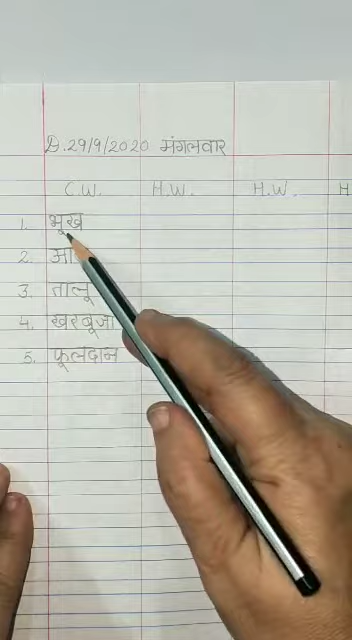 D.29/9/2020 मंगलवार
C.W. H.W. H.W. H
1. भूख
2.
3. तालू
4. खरबूजा
5. फूलदान